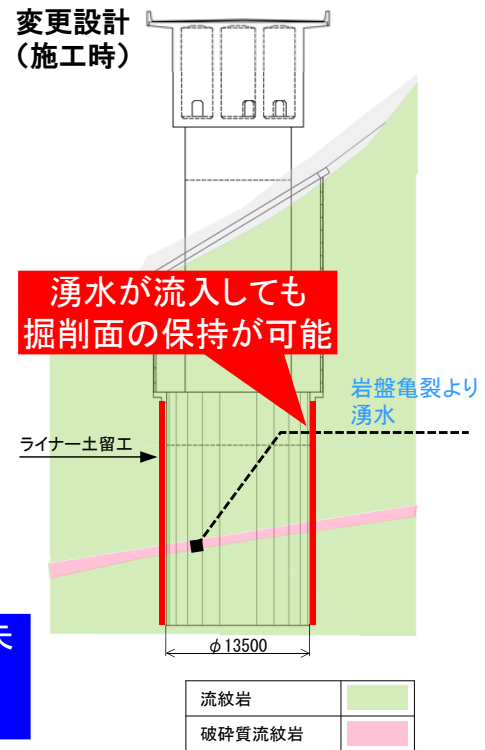 変更設計
（施工時）
湧水が流入しても
掘削面の保持が可能
岩盤亀裂より
湧水
ライナー土留工
φ13500
流紋岩
破砕質流紋岩